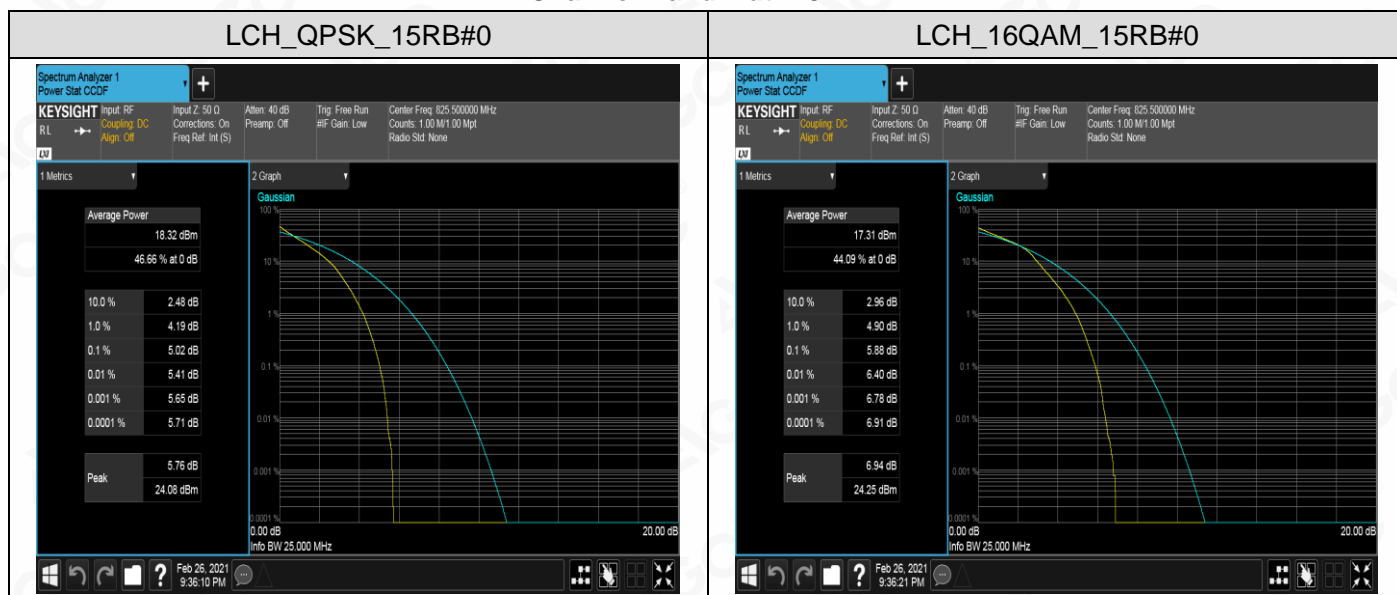 LCH_QPSK_15RB#0
LCH_16QAM_15RB#0
Spectrum Analyzer 1
Power Stat CCDF
+
KEYSIGHT
RL
LXI
Input: RF
Coupling: DC
Align: Off
Input Z: 50 Ω
Corrections: On
Freq Ref: Int (S)
Atten: 40 dB
Preamp: Off
Trig: Free Run
#IF Gain: Low
Center Freq: 825.500000 MHz
Counts: 1.00 M/1.00 Mpt
Radio Std: None
1 Metrics
Average Power
18.32 dBm
46.66 % at 0 dB
10.0 % 2.48 dB
1.0 % 4.19 dB
0.1 % 5.02 dB
0.01 % 5.41 dB
0.001 % 5.65 dB
0.0001 % 5.71 dB
Peak
5.76 dB
24.08 dBm
2 Graph
Gaussian
100 %
10 %
1 %
0.1 %
0.01 %
0.001 %
0.0001 %
0.00 dB 20.00 dB
Info BW 25.000 MHz
?
Feb 26, 2021
9:36:10 PM
Spectrum Analyzer 1
Power Stat CCDF
+
KEYSIGHT
RL
LXI
Input: RF
Coupling: DC
Align: Off
Input Z: 50 Ω
Corrections: On
Freq Ref: Int (S)
Atten: 40 dB
Preamp: Off
Trig: Free Run
#IF Gain: Low
Center Freq: 825.500000 MHz
Counts: 1.00 M/1.00 Mpt
Radio Std: None
1 Metrics
Average Power
17.31 dBm
44.09 % at 0 dB
10.0 % 2.96 dB
1.0 % 4.90 dB
0.1 % 5.88 dB
0.01 % 6.40 dB
0.001 % 6.78 dB
0.0001 % 6.91 dB
Peak
6.94 dB
24.25 dBm
2 Graph
Gaussian
100 %
10 %
1 %
0.1 %
0.01 %
0.001 %
0.0001 %
0.00 dB 20.00 dB
Info BW 25.000 MHz
?
Feb 26, 2021
9:36:21 PM